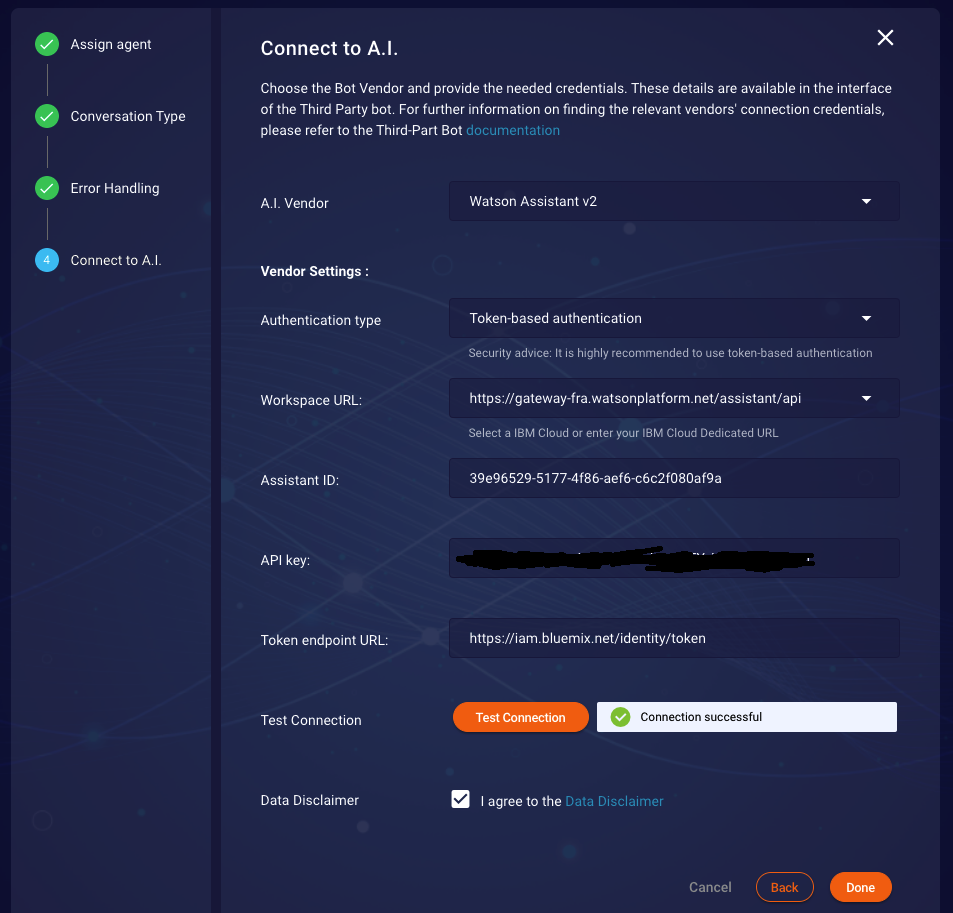 Assign agent
Conversation Type
Error Handling
4 Connect to A.I.
Connect to A.I.
Choose the Bot Vendor and provide the needed credentials. These details are available in the interface
of the Third Party bot. For further information on finding the relevant vendors' connection credentials,
please refer to the Third-Part Bot documentation
A.I. Vendor
Watson Assistant v2
Vendor Settings :
Authentication type
Token-based authentication
Security advice: It is highly recommended to use token-based authentication
Workspace URL:
https://gateway-fra.watsonplatform.net/assistant/api
Select a IBM Cloud or enter your IBM Cloud Dedicated URL
Assistant ID:
39e96529-5177-4f86-aef6-c6c2f080af9a
API key:
Token endpoint URL:
https://iam.bluemix.net/identity/token
Test Connection
Test Connection
Connection successful
Data Disclaimer
I agree to the Data Disclaimer
Cancel
Back
Done